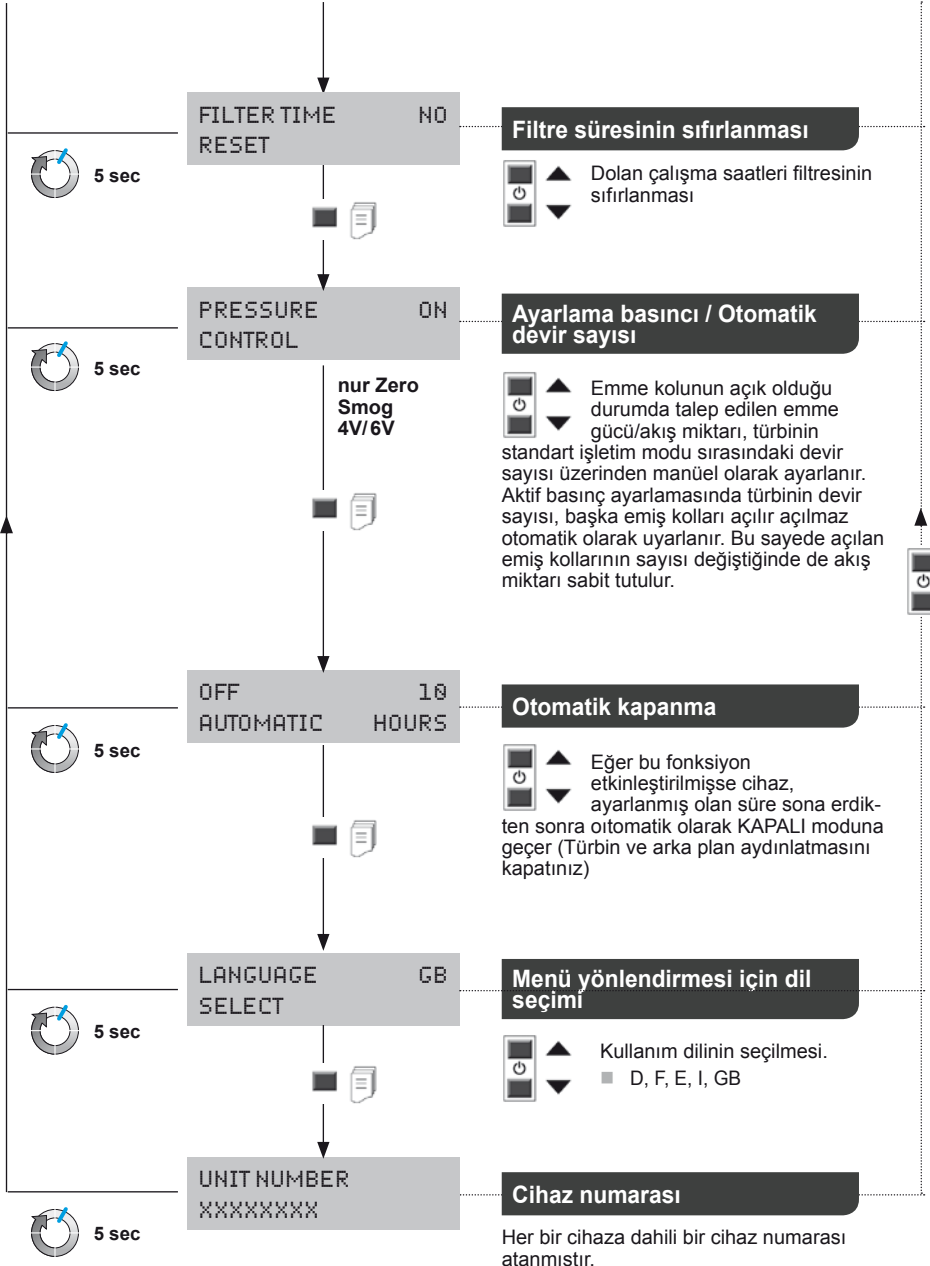 FILTER TIME NO
RESET
5 sec
Filtre süresinin sıfırlanması
Dolan çalışma saatleri filtresinin
sıfırlanması
PRESSURE ON
CONTROL
5 sec
nur Zero
Smog
4V/ 6V
Ayarlama basıncı / Otomatik
devir sayısı
Emme kolunun açık olduğu
durumda talep edilen emme
gücü/akış miktarı, türbinin
standart işletim modu sırasındaki devir
sayısı üzerinden manüel olarak ayarlanır.
Aktif basınç ayarlamasında türbinin devir
sayısı, başka emiş kolları açılır açılmaz
otomatik olarak uyarlanır. Bu sayede açılan
emiş kollarının sayısı değiştiğinde de akış
miktarı sabit tutulur.
OFF 10
AUTOMATIC HOURS
5 sec
Otomatik kapanma
Eğer bu fonksiyon
etkinleştirilmişse cihaz,
ayarlanmış olan süre sona erdik-
ten sonra oıtomatik olarak KAPALI moduna
geçer (Türbin ve arka plan aydınlatmasını
kapatınız)
LANGUAGE GB
SELECT
5 sec
Menü yönlendirmesi için dil
seçimi
Kullanım dilinin seçilmesi.
D, F, E, I, GB
UNIT NUMBER
XXXXXXXX
5 sec
Cihaz numarası
Her bir cihaza dahili bir cihaz numarası
atanmıştır.